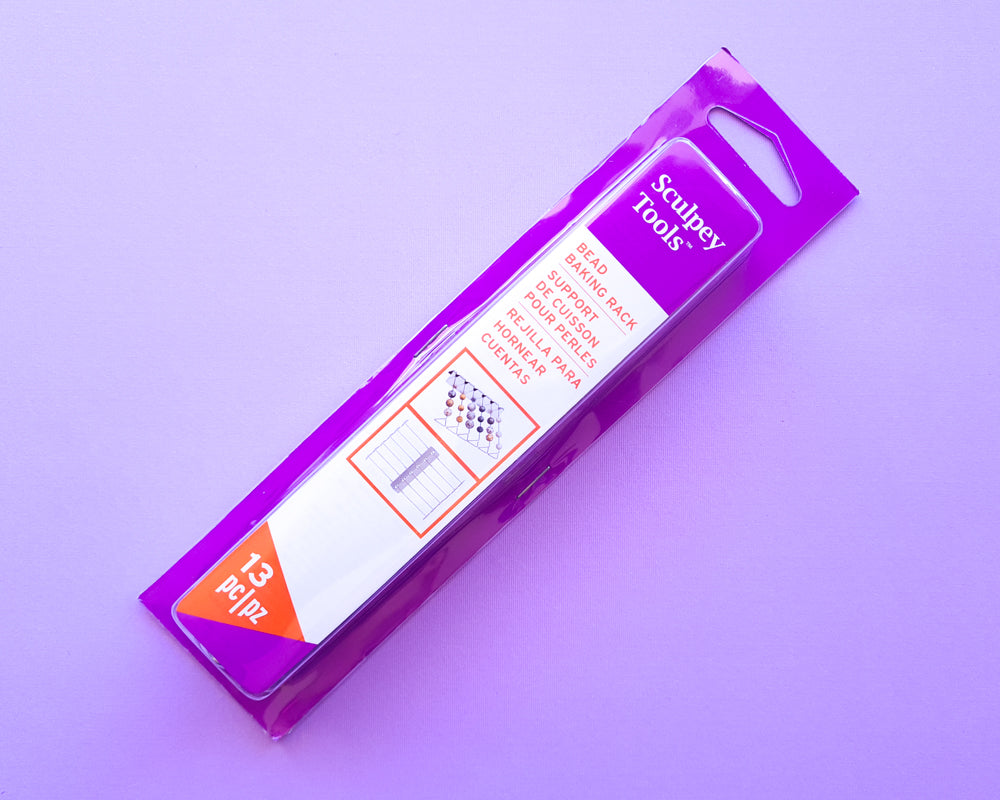 Sculpey
Tools™
BEAD
BAKING RACK
SUPPORT
DE CUISSON
POUR PERLES
REJILLA PARA
HORNEAR
CUENTAS
13
pc|pz